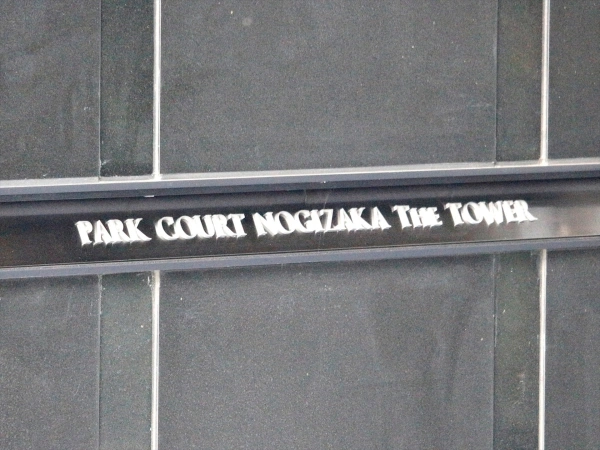 PARK COURT NOGIZAKA THE TOWER